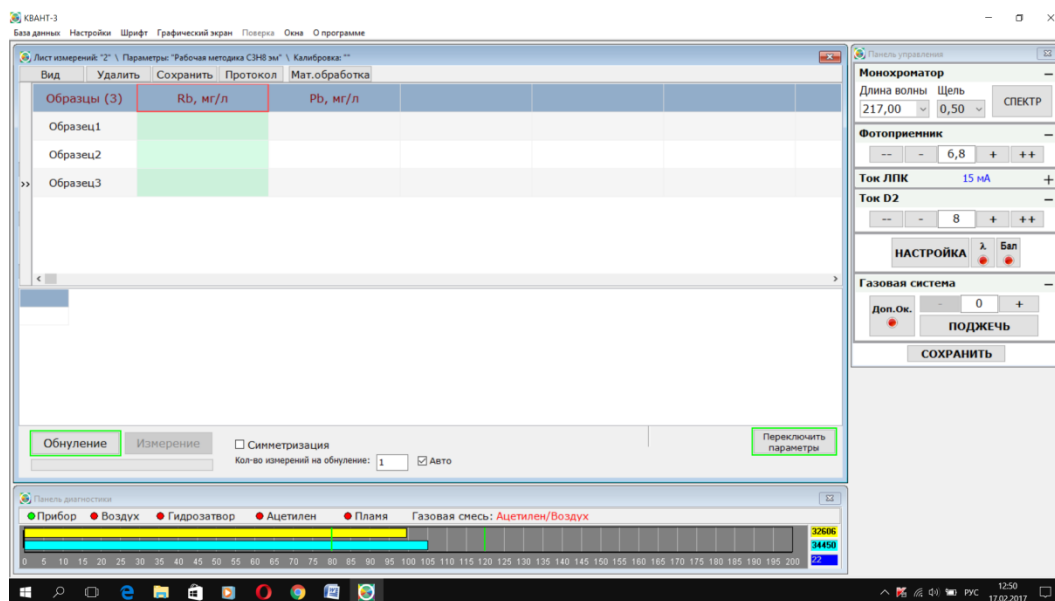 КВАНТ-3
База данных Настройки Шрифт Графический экран Поверка Окна О программе
Лист измерений: "2" \ Параметры: "Рабочая методика С3Н8 эм" \ Калибровка: ""
Вид Удалить Сохранить Протокол Мат.обработка
Образцы (3) Rb, мг/л Pb, мг/л
Образец1
Образец2
>> Образец3
Обнуление Измерение Симметризация
Кол-во измерений на обнуление: 1 Авто
Переключить
параметры
Панель управления
Монохроматор
Длина волны Щель
217,00 0,50 СПЕКТР
Фотоприемник
-- - 6,8 + ++
Ток ЛПК 15 мА +
Ток D2
-- - 8 + ++
НАСТРОЙКА λ Бал
Газовая система
Доп.Ок. - 0 +
ПОДЖЕЧЬ
СОХРАНИТЬ
Панель диагностики
Прибор Воздух Гидрозатвор Ацетилен Пламя Газовая смесь: Ацетилен/Воздух
32606
34450
22
0 5 10 15 20 25 30 35 40 45 50 55 60 65 70 75 80 85 90 95 100 105 110 115 120 125 130 135 140 145 150 155 160 165 170 175 180 185 190 195 200
РУС 12:50
17.02.2017